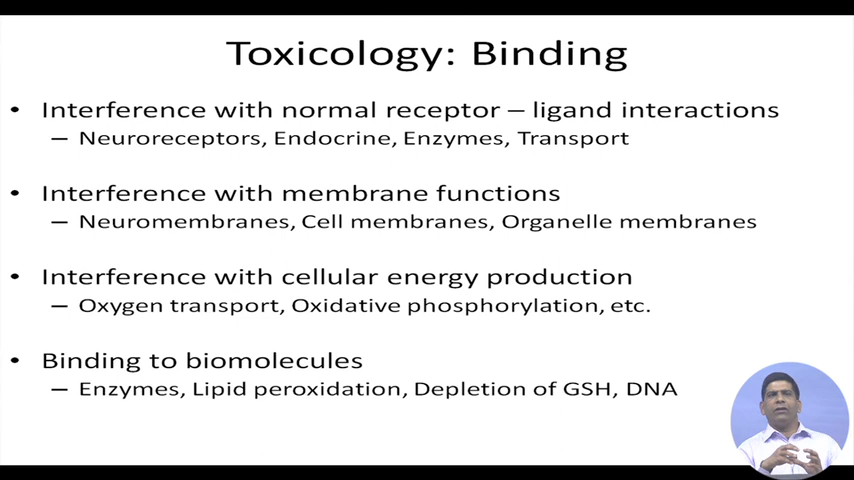 Toxicology: Binding
• Interference with normal receptor – ligand interactions
– Neuroreceptors, Endocrine, Enzymes, Transport
• Interference with membrane functions
– Neuromembranes, Cell membranes, Organelle membranes
• Interference with cellular energy production
– Oxygen transport, Oxidative phosphorylation, etc.
• Binding to biomolecules
– Enzymes, Lipid peroxidation, Depletion of GSH, DNA